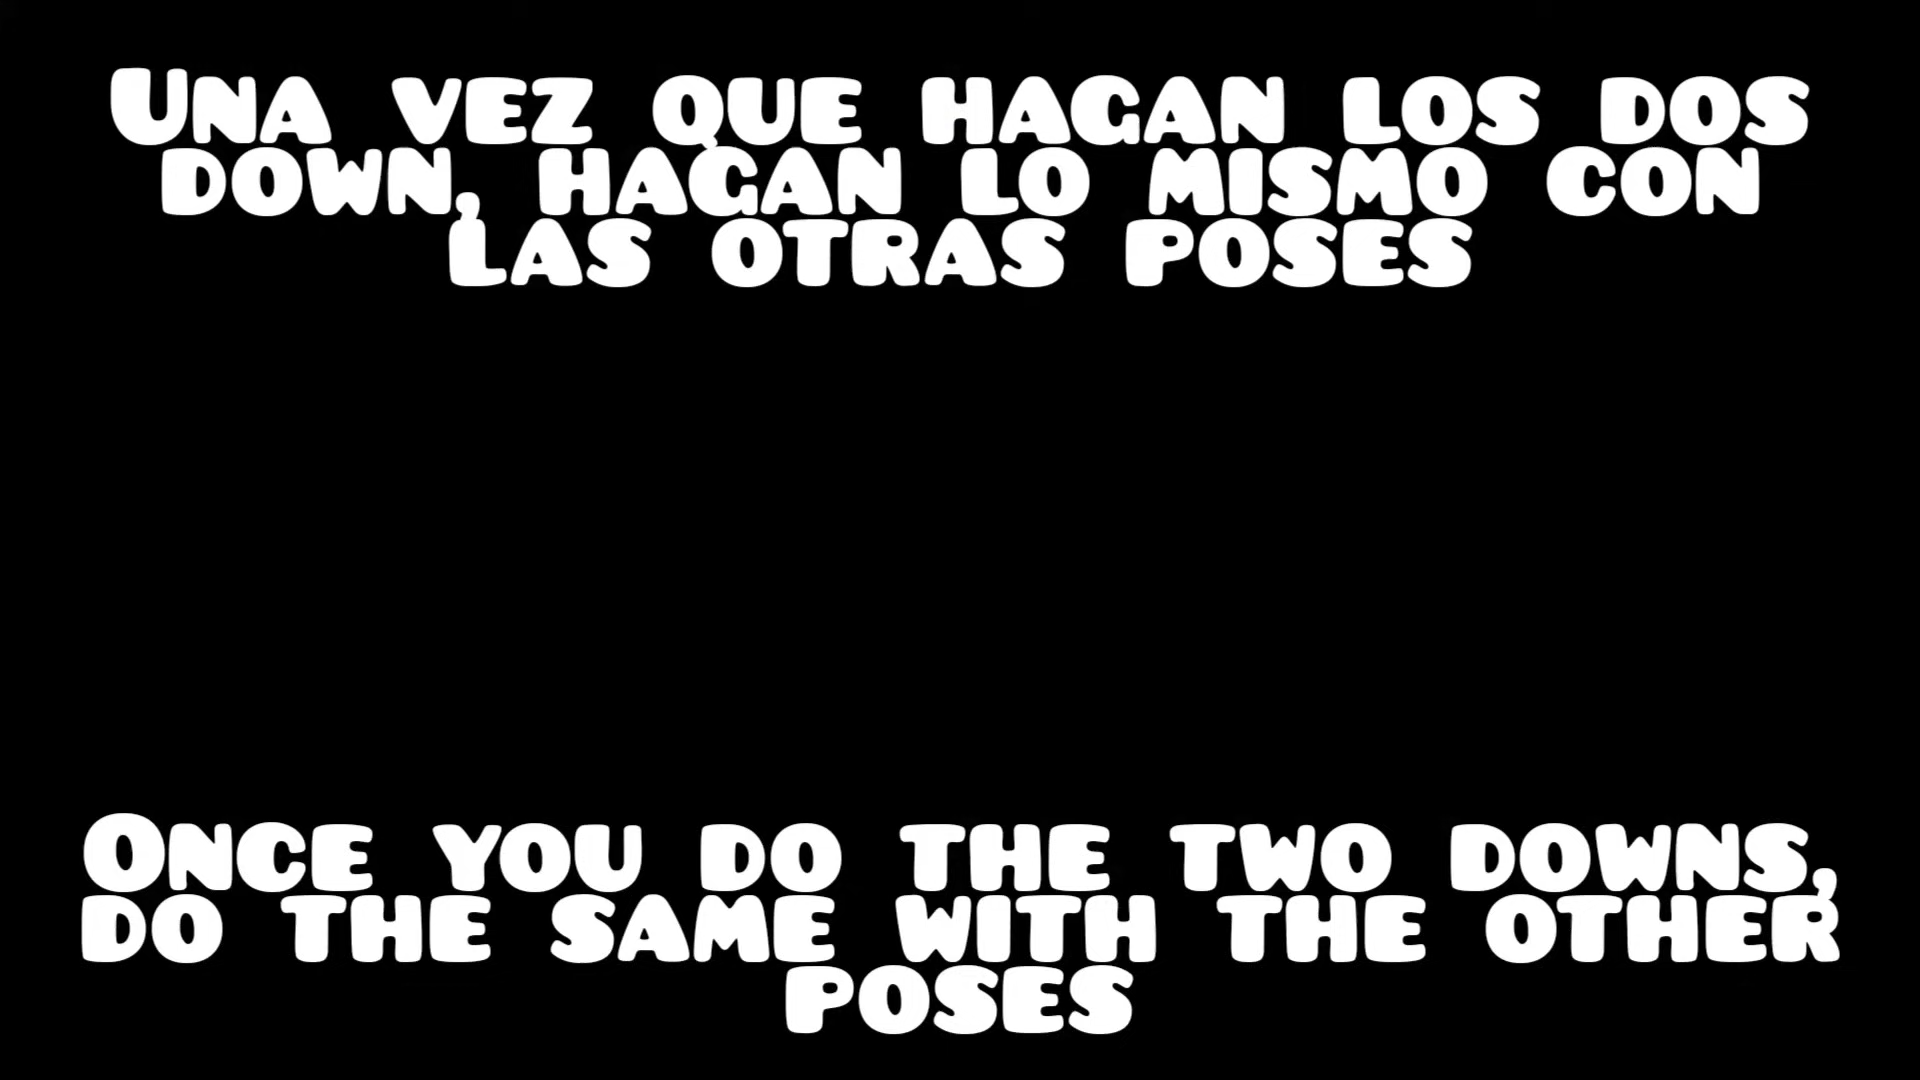 Una vez que hagan los dos
down, hagan lo mismo con
las otras poses
Once you do the two downs,
do the same with the other
poses